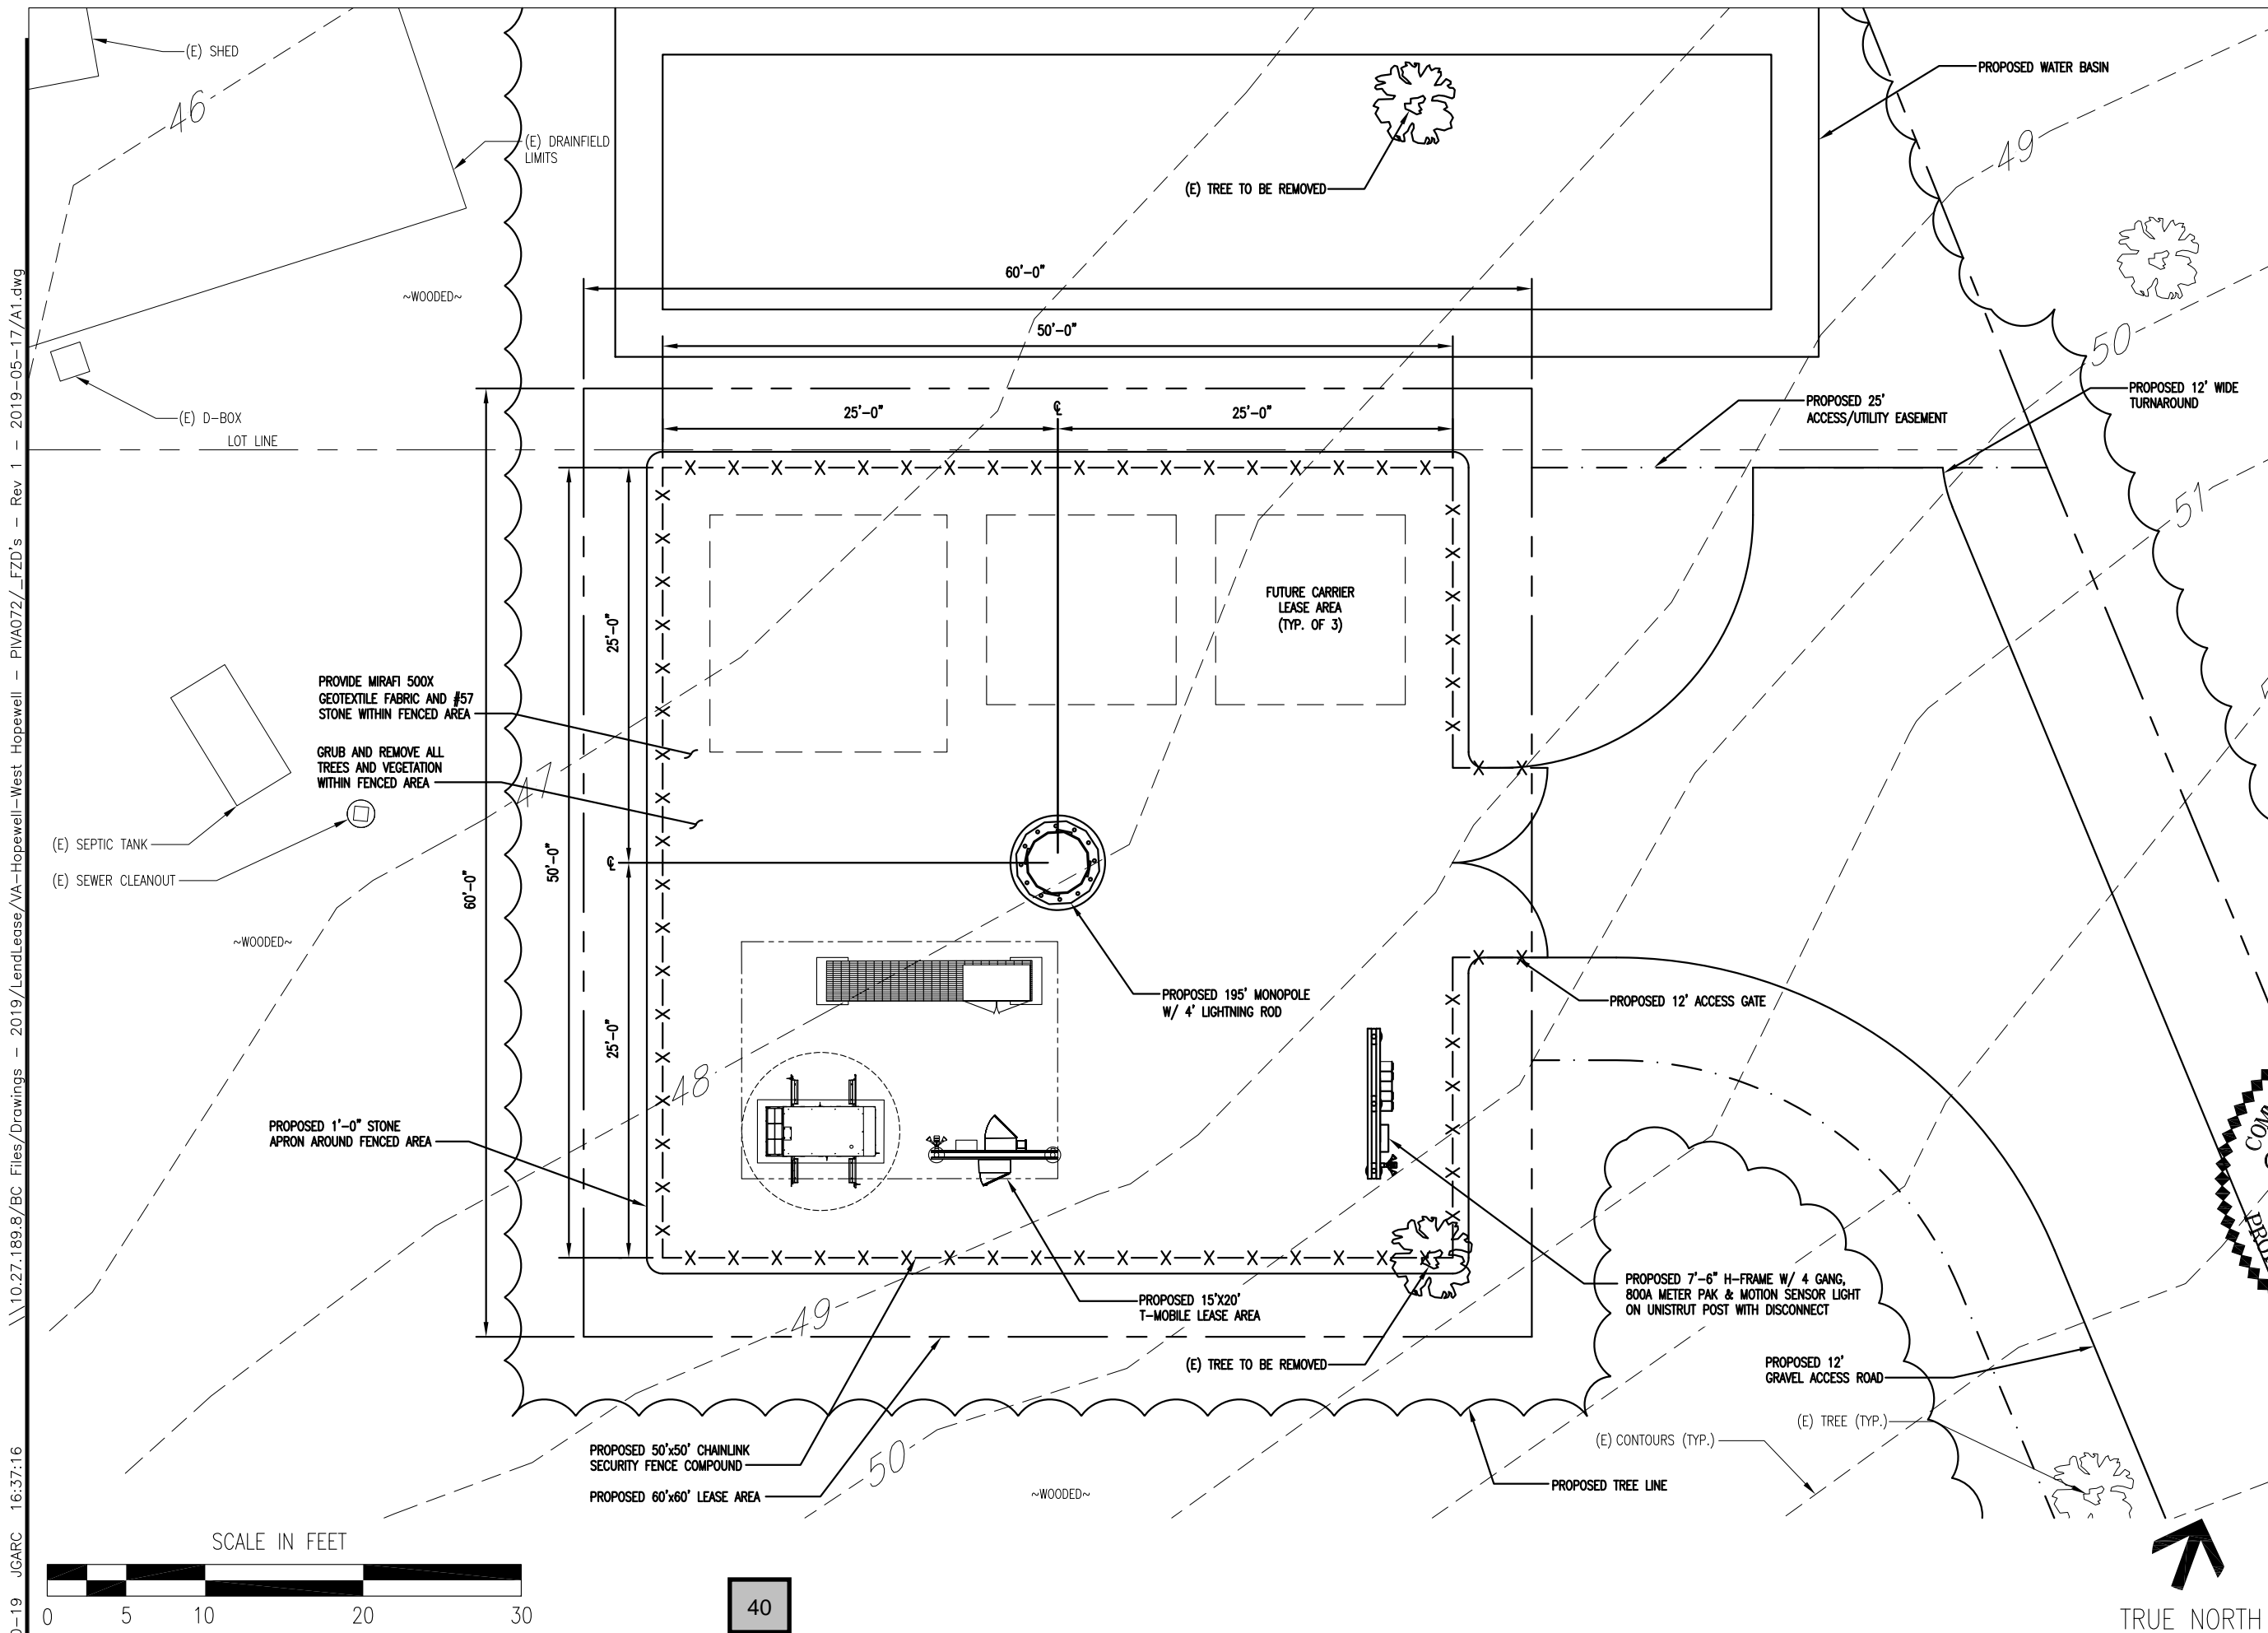 (E) SHED
46
(E) DRAINFIELD
LIMITS
(E) TREE TO BE REMOVED
PROPOSED WATER BASIN
49
~WOODED~
60'-0"
50'-0"
50
(E) D-BOX
LOT LINE
25'-0"
25'-0"
PROPOSED 25'
ACCESS/UTILITY EASEMENT
PROPOSED 12' WIDE
TURNAROUND
51
FUTURE CARRIER
LEASE AREA
(TYP. OF 3)
25'-0"
PROVIDE MIRAFI 500X
GEOTEXTILE FABRIC AND #57
STONE WITHIN FENCED AREA
GRUB AND REMOVE ALL
TREES AND VEGETATION
WITHIN FENCED AREA
47
(E) SEPTIC TANK
(E) SEWER CLEANOUT
60'-0"
50'-0"
~WOODED~
PROPOSED 195' MONOPOLE
W/ 4' LIGHTNING ROD
PROPOSED 12' ACCESS GATE
25'-0"
48
PROPOSED 1'-0" STONE
APRON AROUND FENCED AREA
PROPOSED 7'-6" H-FRAME W/ 4 GANG,
800A METER PAK & MOTION SENSOR LIGHT
ON UNISTRUT POST WITH DISCONNECT
PROPOSED 15'X20'
T-MOBILE LEASE AREA
49
(E) TREE TO BE REMOVED
PROPOSED 12'
GRAVEL ACCESS ROAD
(E) TREE (TYP.)
(E) CONTOURS (TYP.)
PROPOSED 50'x50' CHAINLINK
SECURITY FENCE COMPOUND
50
PROPOSED 60'x60' LEASE AREA
~WOODED~
PROPOSED TREE LINE
SCALE IN FEET
0 5 10 20 30
40
TRUE NORTH
\\10.27.189.8/BC Files/Drawings - 2019/LendLease/VA-Hopewell-West Hopewell - PIVA072/_FZD's - Rev 1 - 2019-05-17/A1.dwg
-19 JGARC 16:37:16